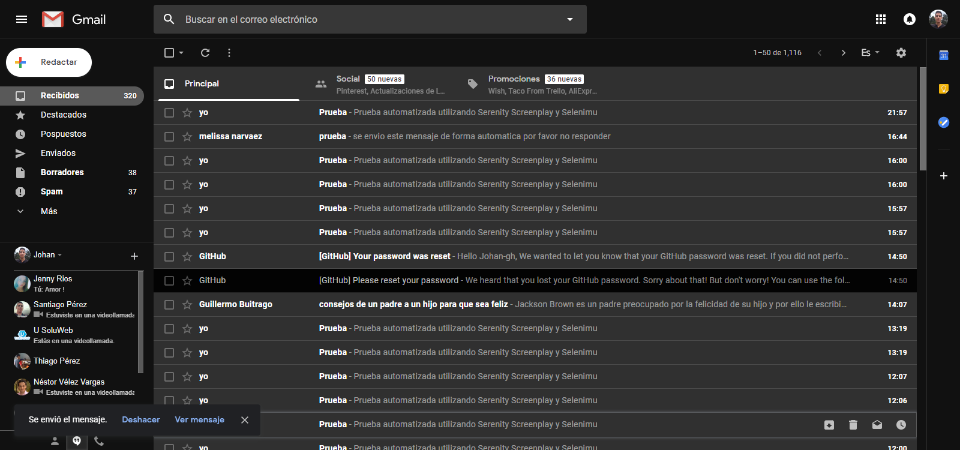 Gmail
Buscar en el correo electrónico
Redactar
1–50 de 1,116
Es
Recibidos 320
Destacados
Pospuestos
Enviados
Borradores 38
Spam 37
Más
Johan
Jenny Rios
Tú: Amor !
Santiago Pérez
Estuviste en una videollamada
U SoluWeb
Estás en una videollamada.
Thiago Pérez
Néstor Vélez Vargas
Estuviste en una videollamada
Principal
Social 50 nuevas
Pinterest, Actualizaciones de L...
Promociones 36 nuevas
Wish, Taco From Trello, AliExpr...
yo Prueba - Prueba automatizada utilizando Serenity Screenplay y Selenimu 21:57
melissa narvaez prueba - se envio este mensaje de forma automatica por favor no responder 16:44
yo Prueba - Prueba automatizada utilizando Serenity Screenplay y Selenimu 16:00
yo Prueba - Prueba automatizada utilizando Serenity Screenplay y Selenimu 16:00
yo Prueba - Prueba automatizada utilizando Serenity Screenplay y Selenimu 15:57
yo Prueba - Prueba automatizada utilizando Serenity Screenplay y Selenimu 15:57
GitHub [GitHub] Your password was reset - Hello Johan-gh, We wanted to let you know that your GitHub password was reset. If you did not perfo... 14:50
GitHub [GitHub] Please reset your password - We heard that you lost your GitHub password. Sorry about that! But don't worry! You can use the fol... 14:50
Guillermo Buitrago consejos de un padre a un hijo para que sea feliz - Jackson Brown es un padre preocupado por la felicidad de su hijo y por ello le escribi... 14:07
yo Prueba - Prueba automatizada utilizando Serenity Screenplay y Selenimu 13:19
yo Prueba - Prueba automatizada utilizando Serenity Screenplay y Selenimu 13:19
yo Prueba - Prueba automatizada utilizando Serenity Screenplay y Selenimu 12:07
yo Prueba - Prueba automatizada utilizando Serenity Screenplay y Selenimu 12:06
Prueba - Prueba automatizada utilizando Serenity Screenplay y Selenimu
yo Prueba - Prueba automatizada utilizando Serenity Screenplay y Selenimu 12:00
Se envió el mensaje. Deshacer Ver mensaje